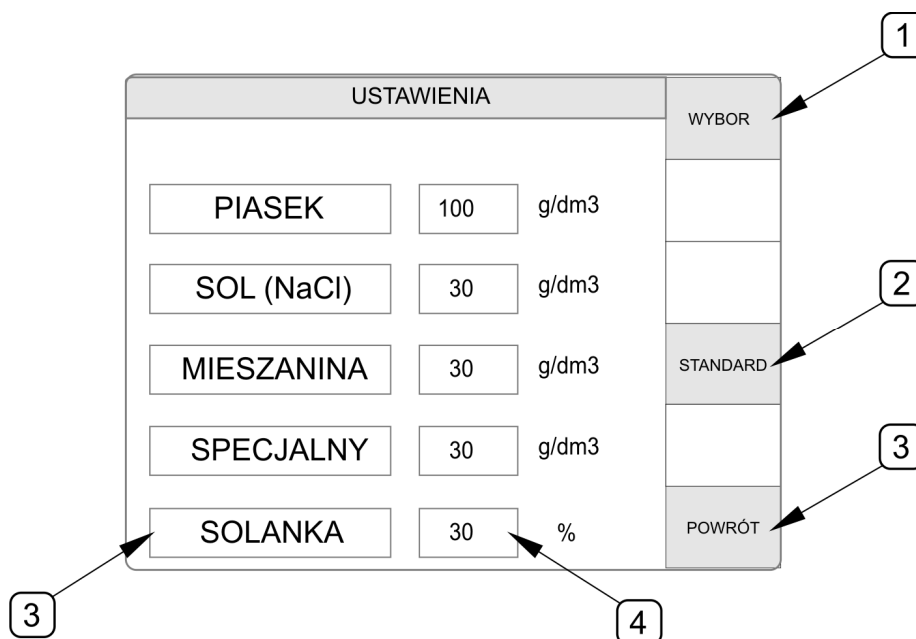 1
USTAWIENIA
WYBOR
PIASEK 100 g/dm3
SOL (NaCl) 30 g/dm3
2
MIESZANINA 30 g/dm3 STANDARD
SPECJALNY 30 g/dm3
3
SOLANKA 30 % POWRÓT
3 4